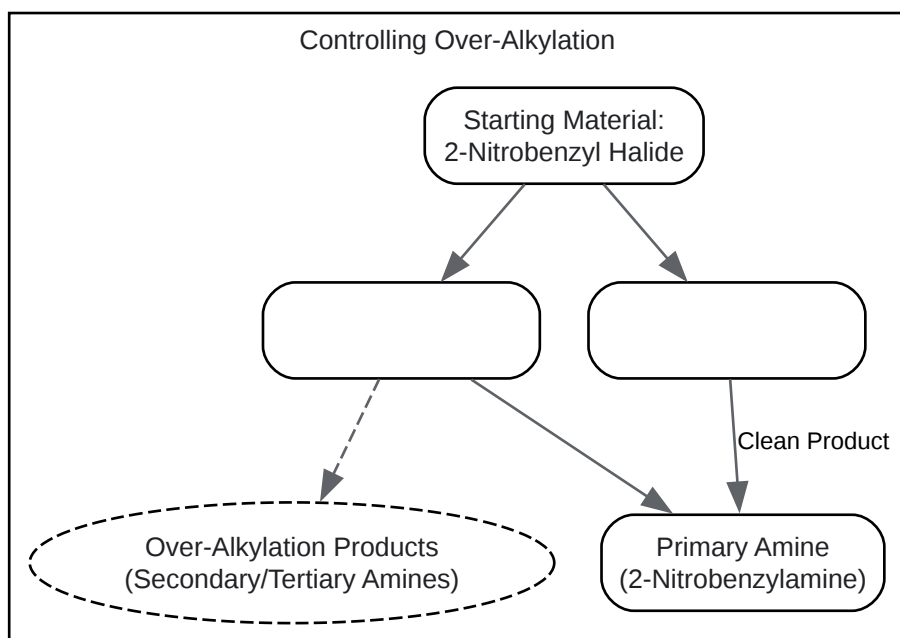 Controlling Over-Alkylation
Starting Material:
2-Nitrobenzyl Halide
Clean Product
Over-Alkylation Products
(Secondary/Tertiary Amines)
Primary Amine
(2-Nitrobenzylamine)